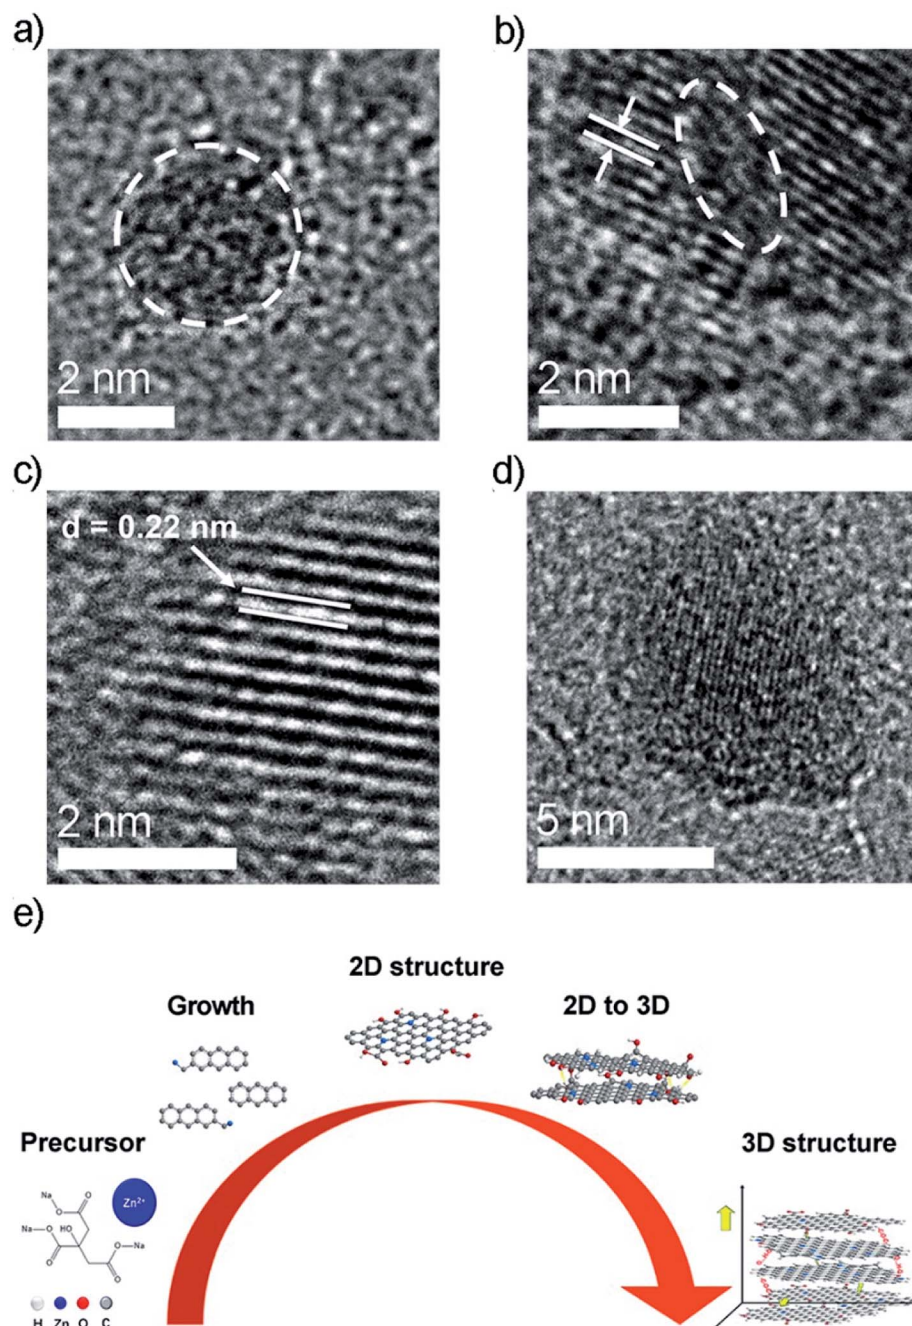 a)
b)
2 nm
2 nm
c)
d)
d = 0.22 nm
2 nm
5 nm
e)
2D structure
Growth
2D to 3D
Precursor
3D structure
Na
O
O
Zn²⁺
Na
O
HO
O
O
Na
O
H Zn O C